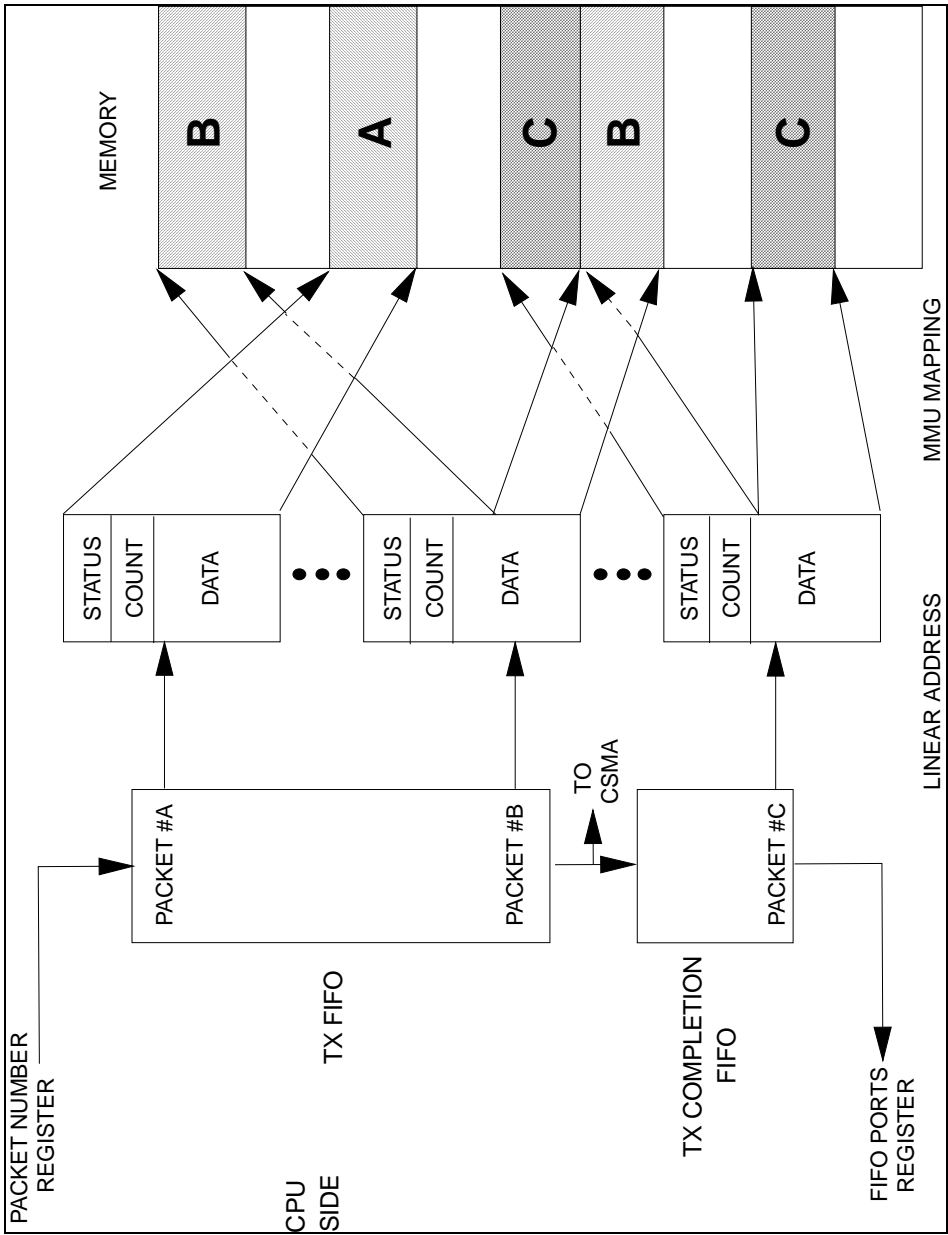 PACKET NUMBER
REGISTER
CPU
SIDE
TX FIFO
PACKET #A
PACKET #B
TO
CSMA
TX COMPLETION
FIFO
PACKET #C
FIFO PORTS
REGISTER
STATUS
COUNT
DATA
STATUS
COUNT
DATA
STATUS
COUNT
DATA
LINEAR ADDRESS
MMU MAPPING
MEMORY
B
A
C
B
C